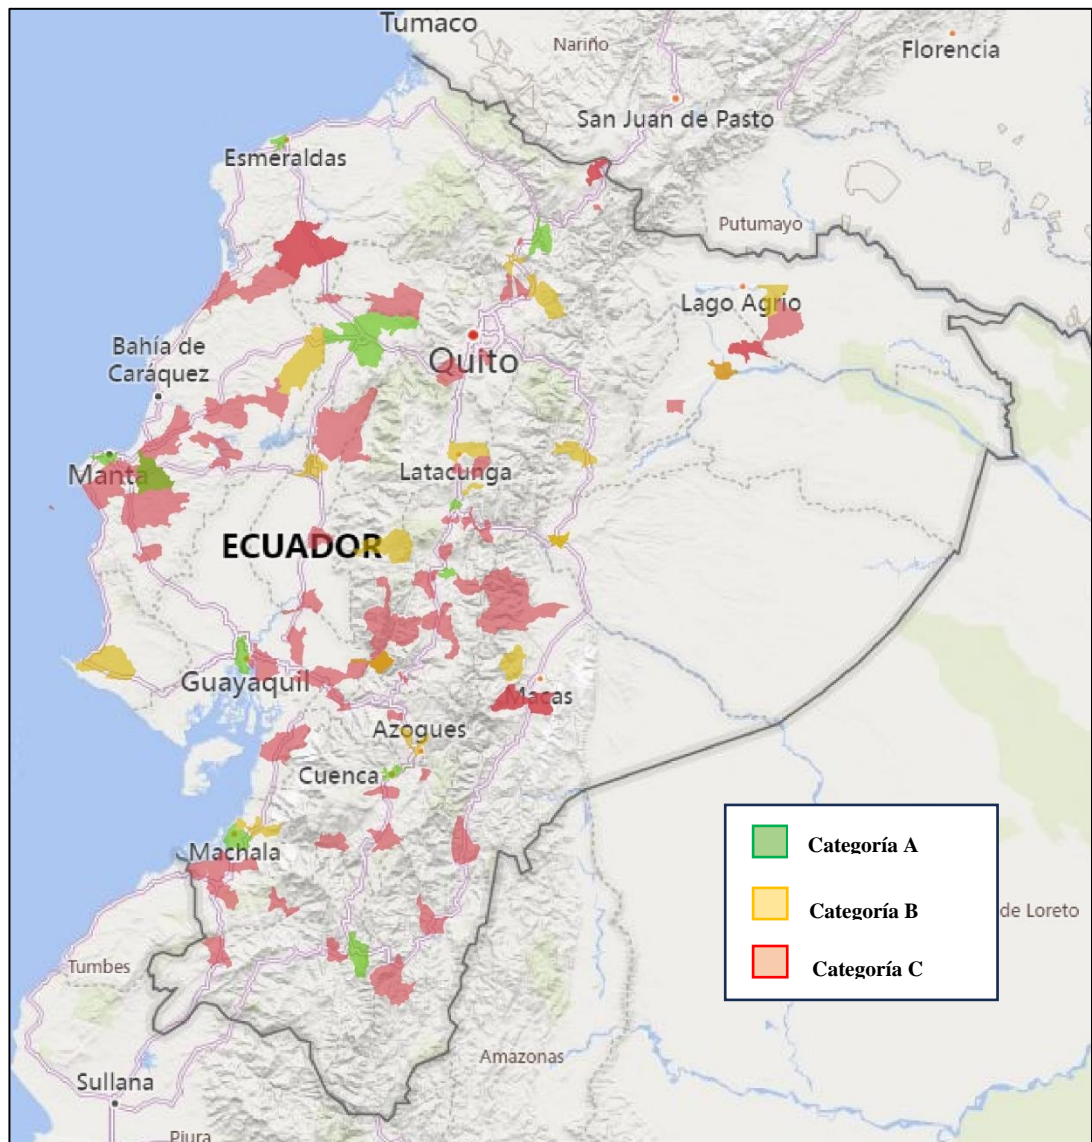 Tumaco
Nariño
Florencia
San Juan de Pasto
Esmeraldas
Putumayo
Lago Agrio
Bahía de
Caráquez
Quito
Manta
Latacunga
ECUADOR
Guayaquil
Macas
Azogues
Cuenca
Machala
Categoría A
Categoría B
Categoría C
de Loreto
Tumbes
Amazonas
Sullana
Piura